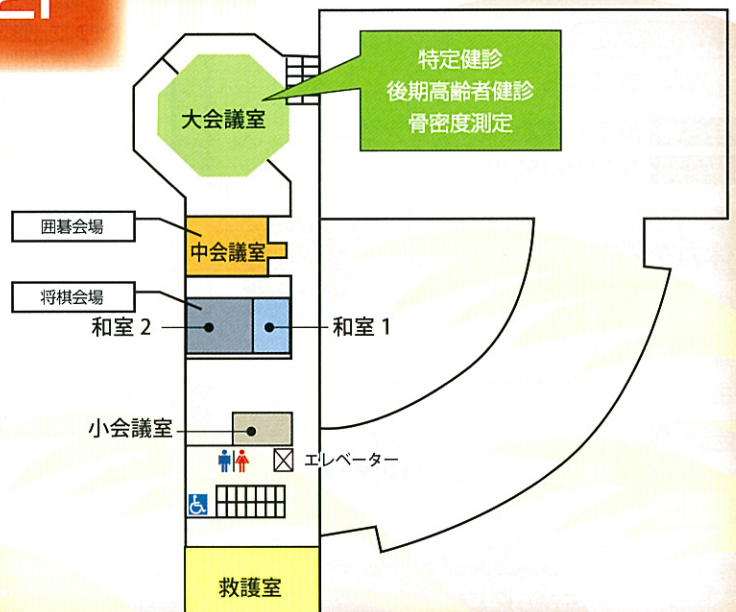 特定健診
後期高齢者健診
骨密度測定
大会議室
囲碁会場
中会議室
将棋会場
和室 2
和室 1
小会議室
エレベーター
救護室